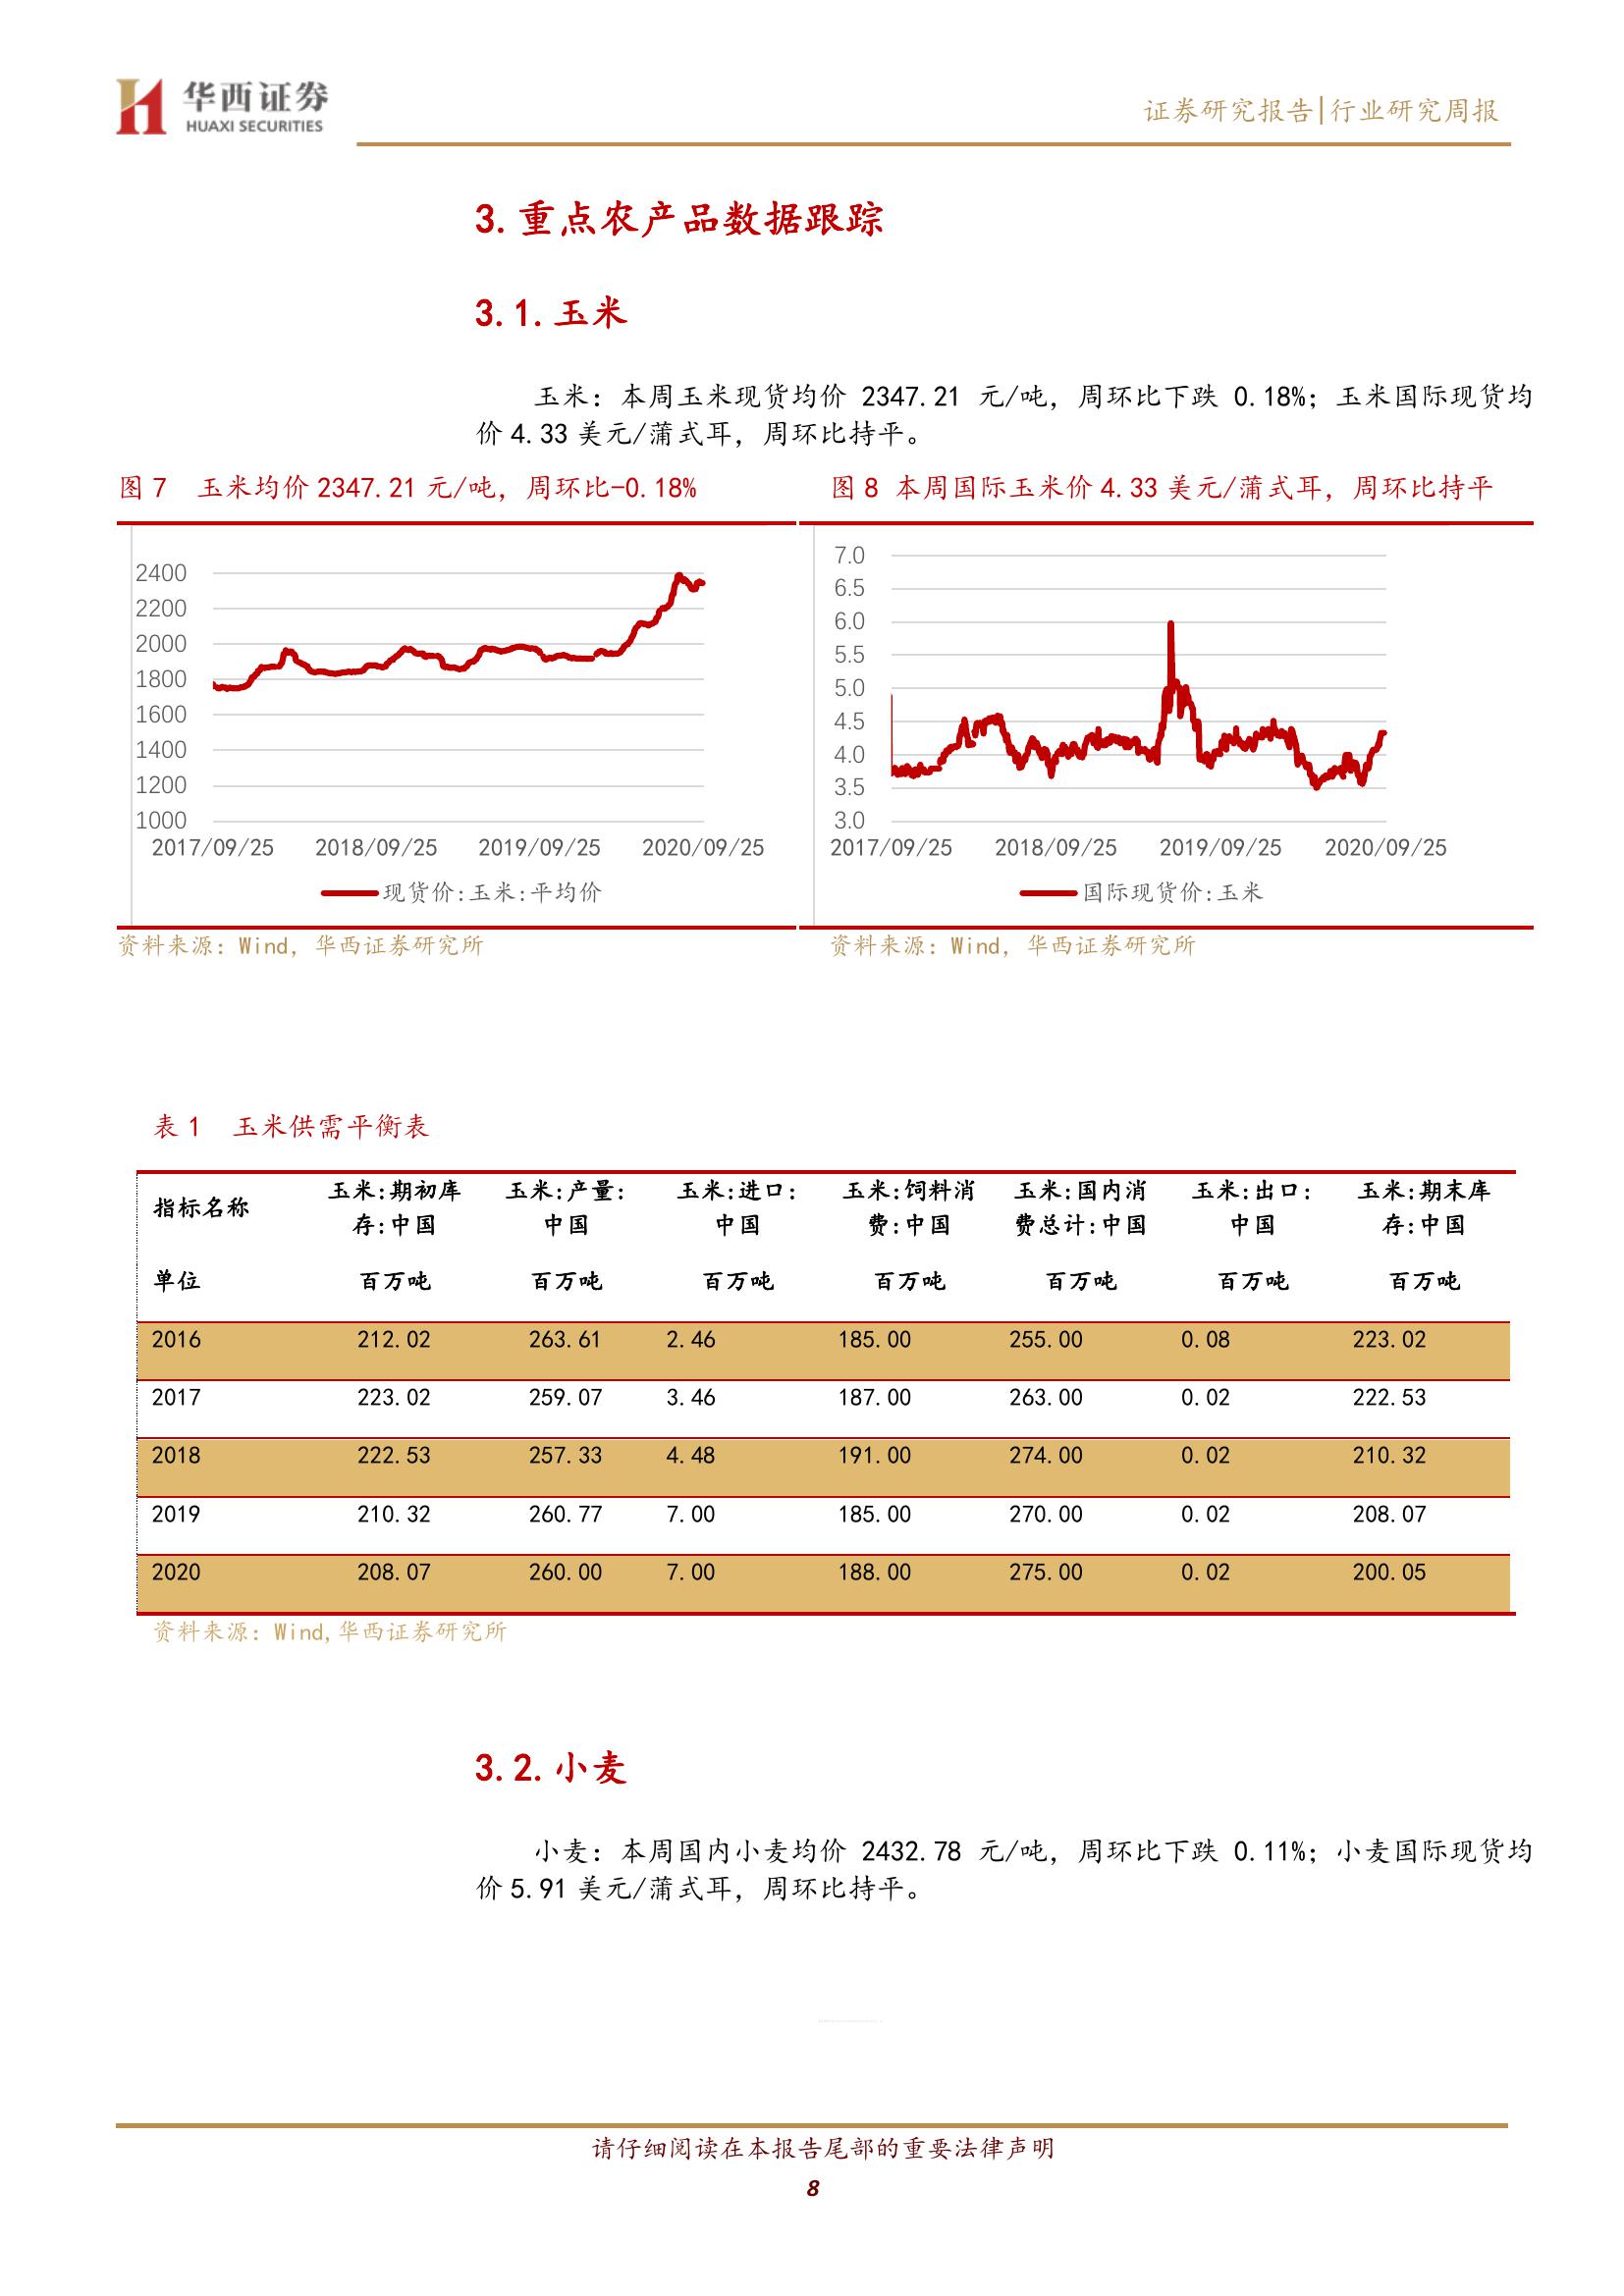 华西证券
HUAXI SECURITIES
证券研究报告|行业研究周报
3.重点农产品数据跟踪
3.1.玉米
玉米：本周玉米现货均价 2347.21 元/吨，周环比下跌 0.18%；玉米国际现货均
价 4.33 美元/蒲式耳，周环比持平。
图 7 玉米均价 2347.21 元/吨，周环比-0.18%
图 8 本周国际玉米价 4.33 美元/蒲式耳，周环比持平
2400
2200
2000
1800
1600
1400
1200
1000
2017/09/25 2018/09/25 2019/09/25 2020/09/25
现货价:玉米:平均价
7.0
6.5
6.0
5.5
5.0
4.5
4.0
3.5
3.0
2017/09/25 2018/09/25 2019/09/25 2020/09/25
国际现货价:玉米
资料来源：Wind，华西证券研究所
资料来源：Wind，华西证券研究所
表 1 玉米供需平衡表
指标名称 玉米:期初库存:中国 玉米:产量:中国 玉米:进口:中国 玉米:饲料消费:中国 玉米:国内消费总计:中国 玉米:出口:中国 玉米:期末库存:中国
单位 百万吨 百万吨 百万吨 百万吨 百万吨 百万吨 百万吨
2016 212.02 263.61 2.46 185.00 255.00 0.08 223.02
2017 223.02 259.07 3.46 187.00 263.00 0.02 222.53
2018 222.53 257.33 4.48 191.00 274.00 0.02 210.32
2019 210.32 260.77 7.00 185.00 270.00 0.02 208.07
2020 208.07 260.00 7.00 188.00 275.00 0.02 200.05
资料来源：Wind,华西证券研究所
3.2.小麦
小麦：本周国内小麦均价 2432.78 元/吨，周环比下跌 0.11%；小麦国际现货均
价 5.91 美元/蒲式耳，周环比持平。
请仔细阅读在本报告尾部的重要法律声明
8